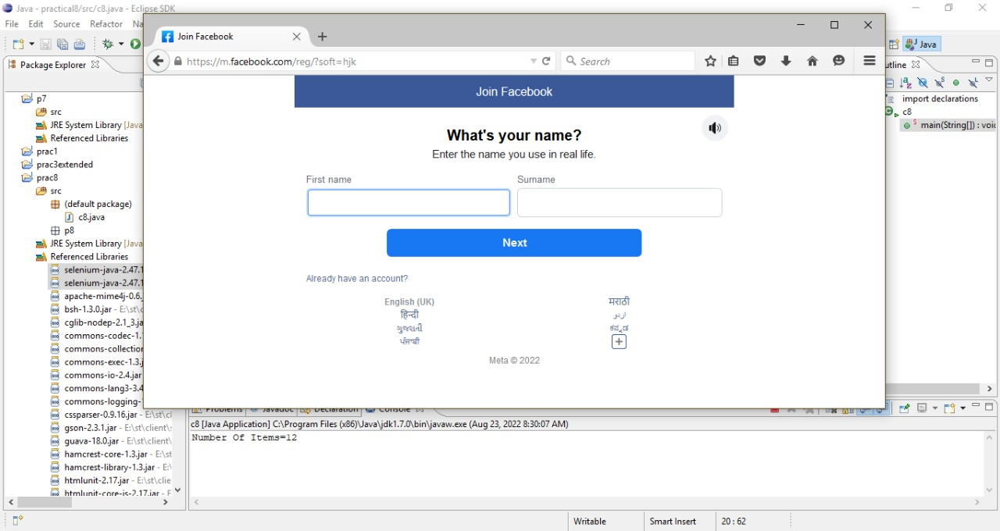 Java - practical8/src/c8.java - Eclipse SDK
File Edit Source Refactor Na
Join Facebook
https://m.facebook.com/reg/?soft=hjk
Search
Java
Package Explorer
utline
p7
src
JRE System Library [Java
Referenced Libraries
prac1
prac3extended
prac8
src
(default package)
c8.java
p8
JRE System Library [Java
Referenced Libraries
selenium-java-2.47.1
selenium-java-2.47.1
apache-mime4j-0.6.
bsh-1.3.0.jar - E:\st\c
cglib-nodep-2.1_3.ja
commons-codec-1.
commons-collection
commons-exec-1.3.j
commons-io-2.4.jar
commons-lang3-3.4
commons-logging-
cssparser-0.9.16.jar - E:\st\cl
gson-2.3.1.jar - E:\st\client\
guava-18.0.jar - E:\st\client\
hamcrest-core-1.3.jar - E:\st
hamcrest-library-1.3.jar - E:\
htmlunit-2.17.jar - E:\st\clie
htmlunit-core-js-2.17.jar - E
Join Facebook
What's your name?
Enter the name you use in real life.
First name Surname
Next
Already have an account?
English (UK) मराठी
हिन्दी اردو
ગુજરાતી ಕನ್ನಡ
ਪੰਜਾਬੀ
Meta © 2022
import declarations
c8
main(String[]) : voi
Problems Javadoc Declaration Console
c8 [Java Application] C:\Program Files (x86)\Java\jdk1.7.0\bin\javaw.exe (Aug 23, 2022 8:30:07 AM)
Number Of Items=12
Writable Smart Insert 20 : 62